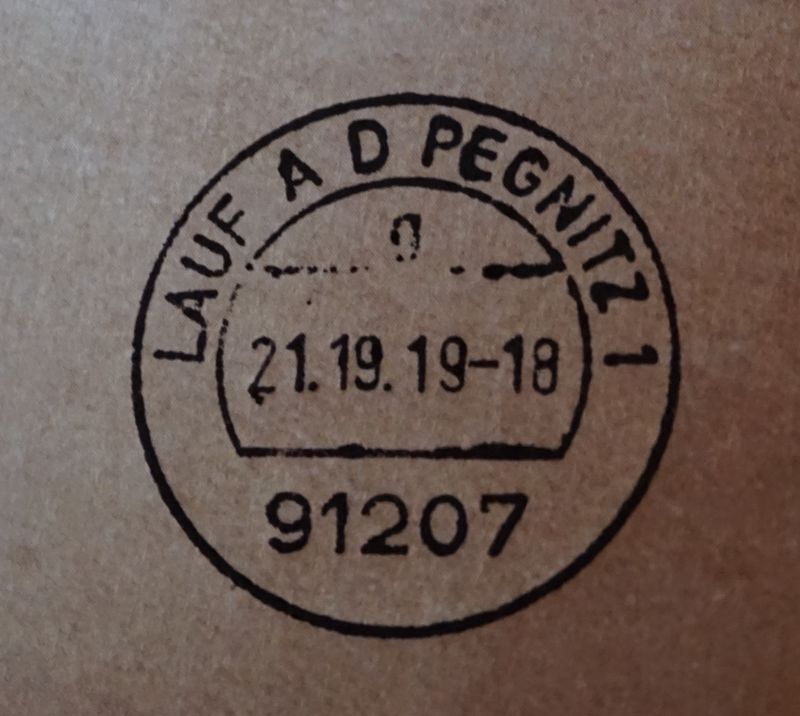 LAUF A D PEGNITZ 1
g
21.19.19-18
91207